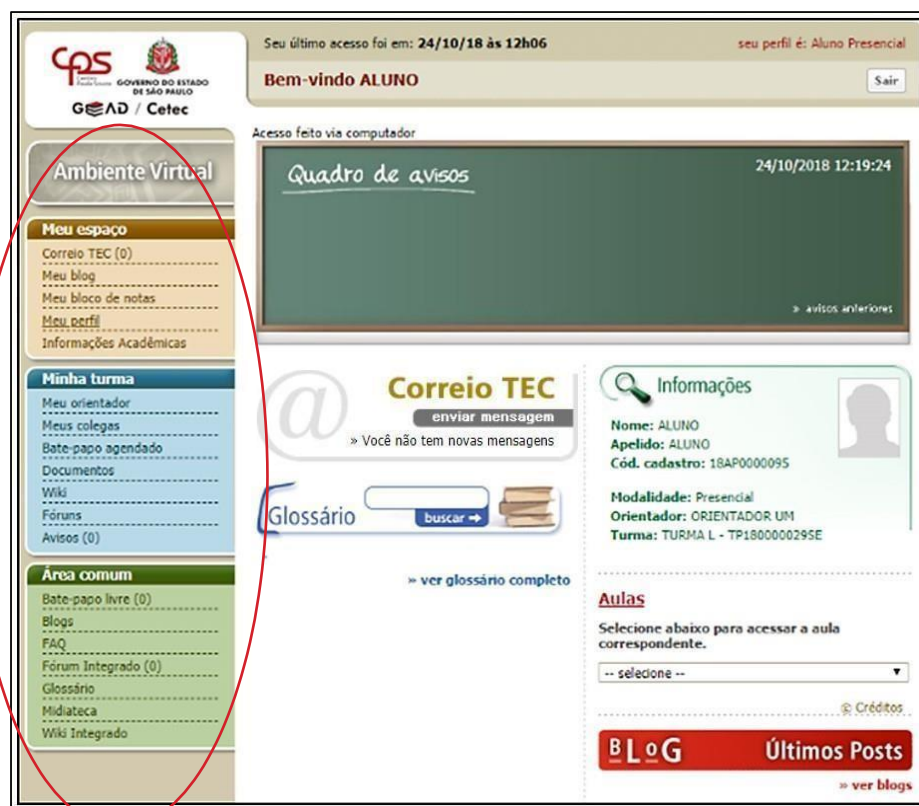 CPS
GOVERNO DO ESTADO
DE SÃO PAULO
GEEAD / Cetec
Seu último acesso foi em: 24/10/18 às 12h06
seu perfil é: Aluno Presencial
Bem-vindo ALUNO
Sair
Acesso feito via computador
Ambiente Virtual
Meu espaço
Correio TEC (0)
Meu blog
Meu bloco de notas
Meu perfil
Informações Acadêmicas
Minha turma
Meu orientador
Meus colegas
Bate-papo agendado
Documentos
Wiki
Fóruns
Avisos (0)
Área comum
Bate-papo livre (0)
Blogs
FAQ
Fórum Integrado (0)
Glossário
Midiateca
Wiki Integrado
Quadro de avisos
24/10/2018 12:19:24
» avisos anteriores
@
Correio TEC
enviar mensagem
» Você não tem novas mensagens
Glossário
buscar
» ver glossário completo
Informações
Nome: ALUNO
Apelido: ALUNO
Cód. cadastro: 18AP0000095
Modalidade: Presencial
Orientador: ORIENTADOR UM
Turma: TURMA L - TP180000029SE
Aulas
Selecione abaixo para acessar a aula
correspondente.
-- selecione --
© Créditos
BLOG Últimos Posts
» ver blogs